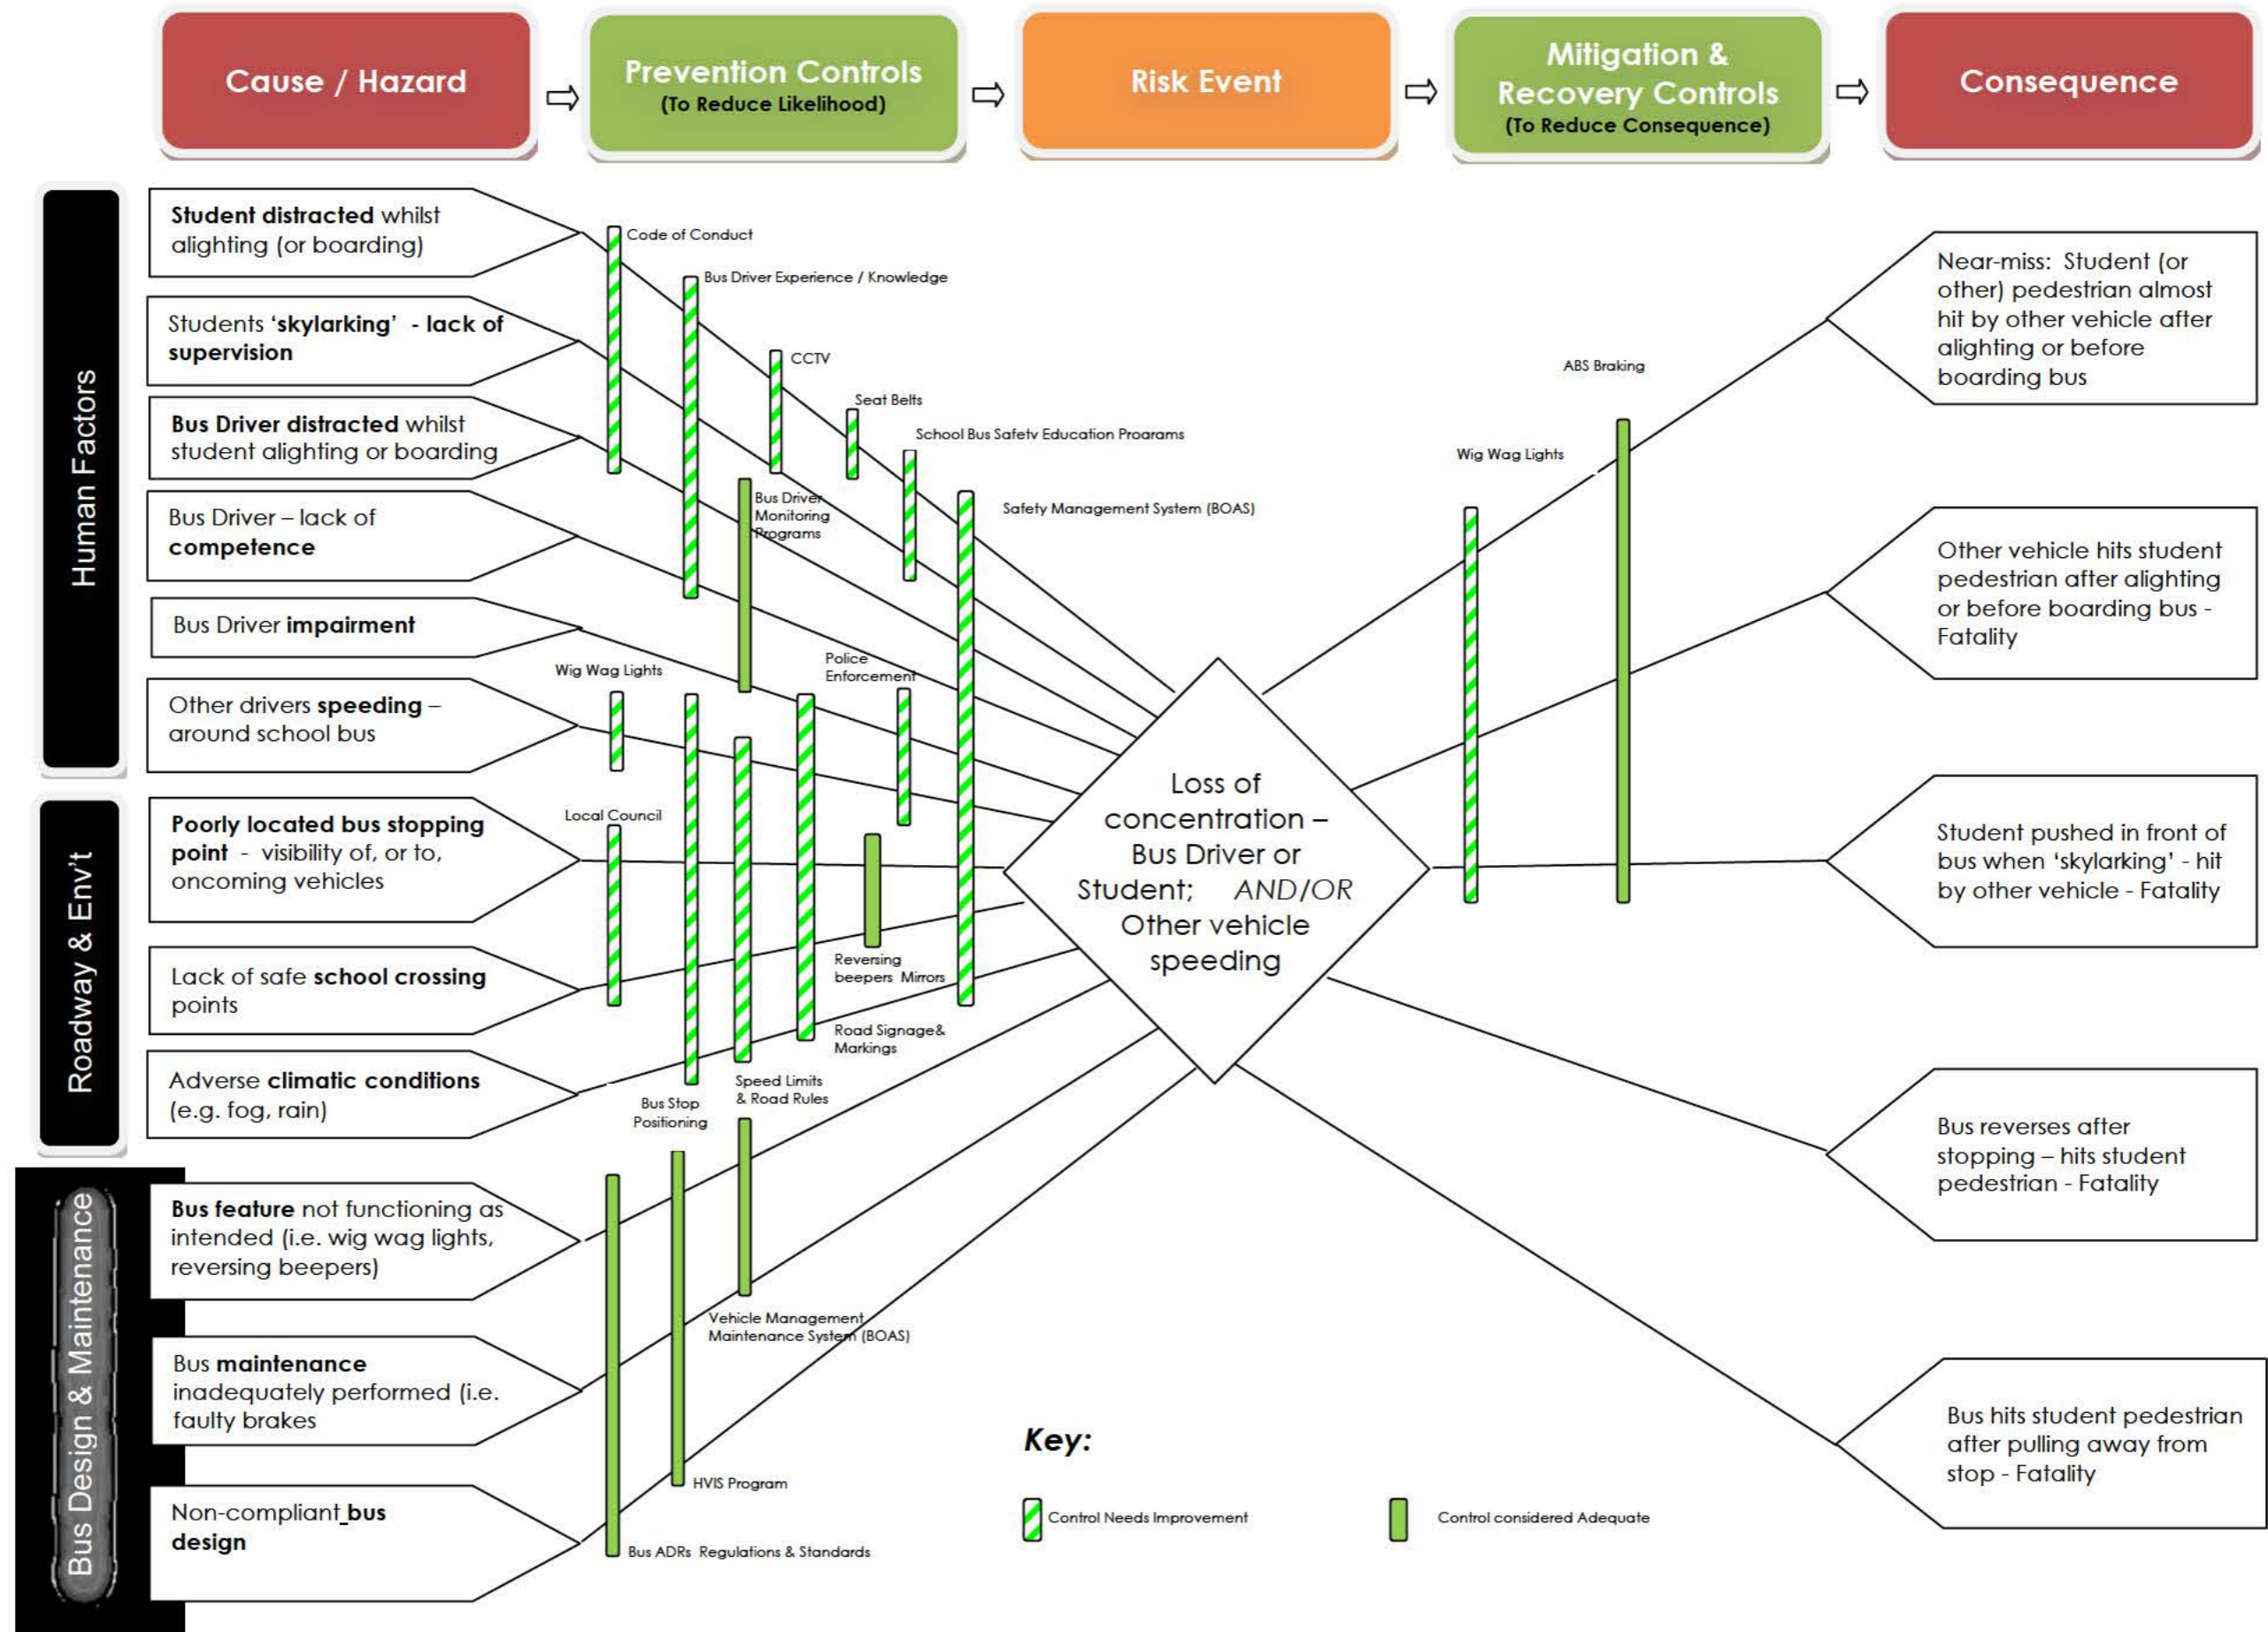 Cause / Hazard
Prevention Controls
(To Reduce Likelihood)
Risk Event
Mitigation &
Recovery Controls
(To Reduce Consequence)
Consequence
Human Factors
Student distracted whilst
alighting (or boarding)
Students ‘skylarking’ - lack of
supervision
Bus Driver distracted whilst
student alighting or boarding
Bus Driver – lack of
competence
Bus Driver impairment
Other drivers speeding –
around school bus
Roadway & Env't
Poorly located bus stopping
point - visibility of, or to,
oncoming vehicles
Lack of safe school crossing
points
Adverse climatic conditions
(e.g. fog, rain)
Bus Design & Maintenance
Bus feature not functioning as
intended (i.e. wig wag lights,
reversing beepers)
Bus maintenance
inadequately performed (i.e.
faulty brakes
Non-compliant bus
design
Code of Conduct
Bus Driver Experience / Knowledge
CCTV
Seat Belts
School Bus Safety Education Programs
Bus Driver
Monitoring
Programs
Safety Management System (BOAS)
Wig Wag Lights
Police
Enforcement
Local Council
Reversing
beepers Mirrors
Road Signage&
Markings
Speed Limits
& Road Rules
Bus Stop
Positioning
Vehicle Management
Maintenance System (BOAS)
HVIS Program
Bus ADRs Regulations & Standards
Loss of
concentration –
Bus Driver or
Student; AND/OR
Other vehicle
speeding
ABS Braking
Wig Wag Lights
Near-miss: Student (or
other) pedestrian almost
hit by other vehicle after
alighting or before
boarding bus
Other vehicle hits student
pedestrian after alighting
or before boarding bus -
Fatality
Student pushed in front of
bus when ‘skylarking’ - hit
by other vehicle - Fatality
Bus reverses after
stopping – hits student
pedestrian - Fatality
Bus hits student pedestrian
after pulling away from
stop - Fatality
Key:
Control Needs Improvement
Control considered Adequate